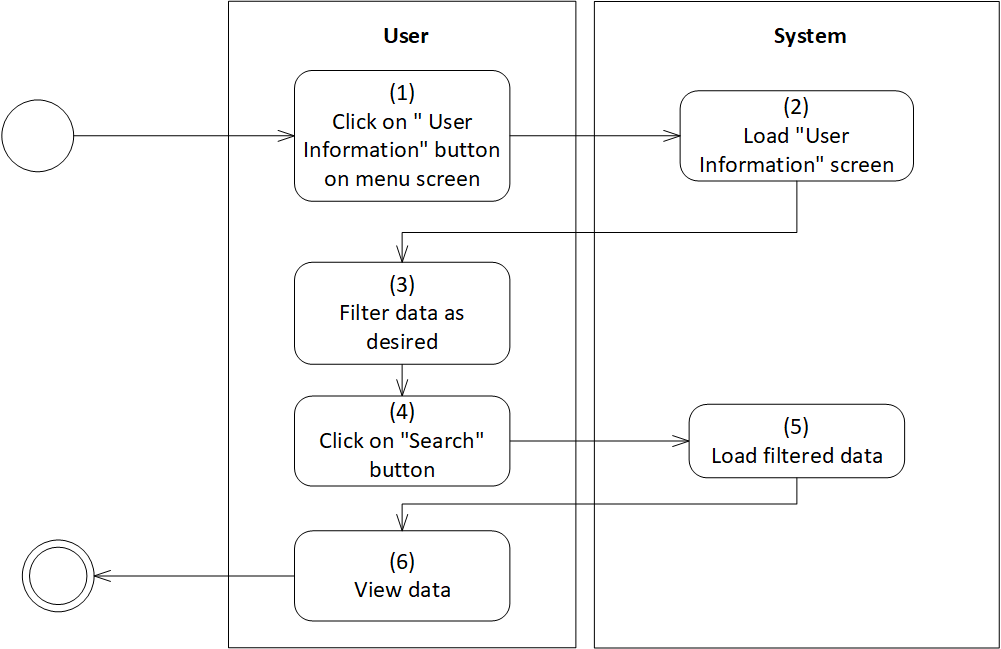 User
System
(1)
Click on " User
Information" button
on menu screen
(2)
Load "User
Information" screen
(3)
Filter data as
desired
(4)
Click on "Search"
button
(5)
Load filtered data
(6)
View data